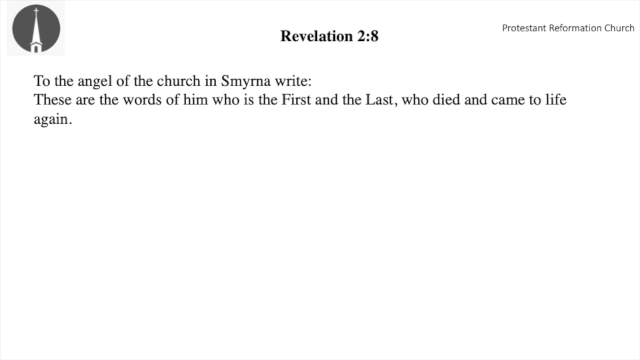 Protestant Reformation Church
Revelation 2:8
To the angel of the church in Smyrna write:
These are the words of him who is the First and the Last, who died and came to life
again.